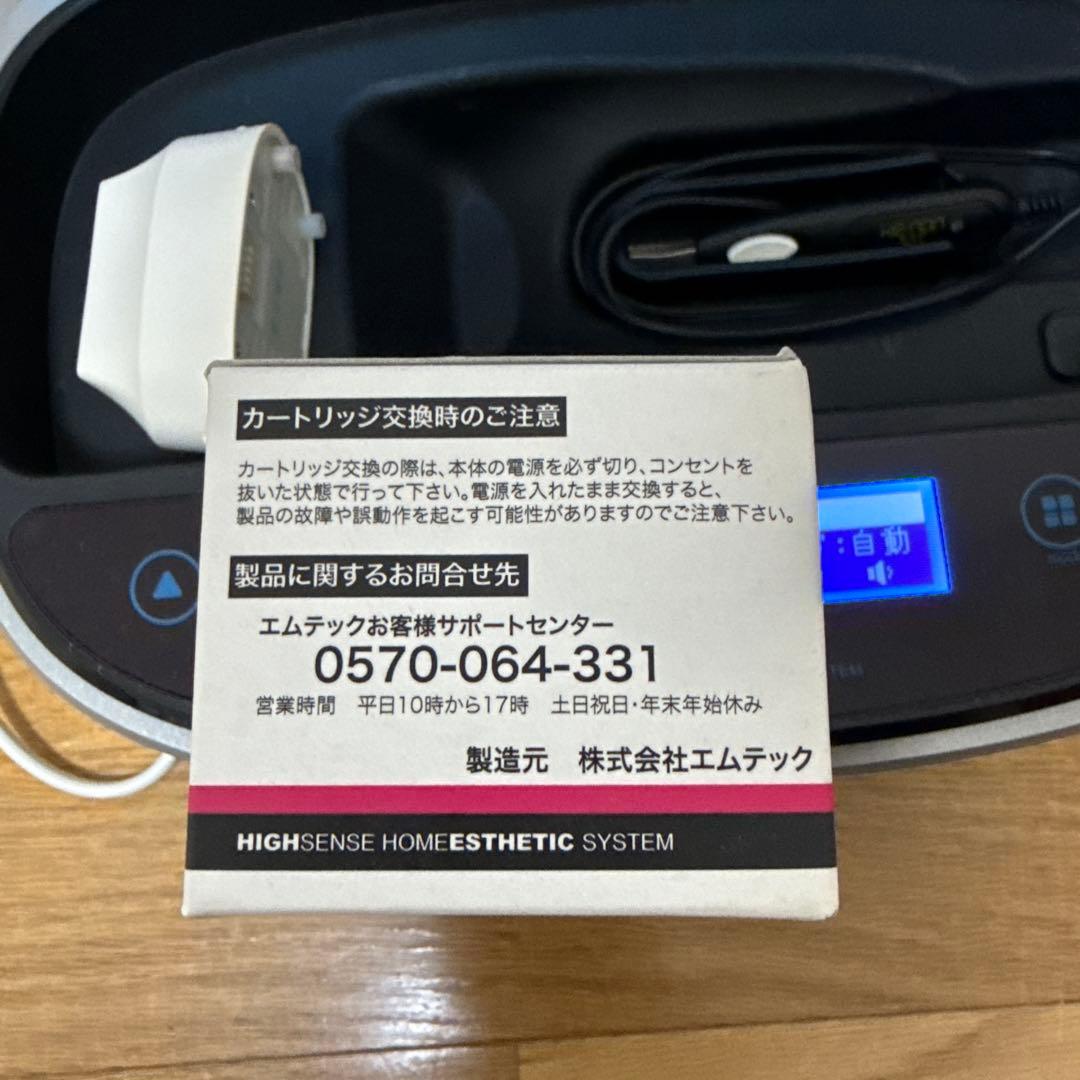 カートリッジ交換時のご注意
カートリッジ交換の際は、本体の電源を必ず切り、コンセントを
抜いた状態で行って下さい。電源を入れたまま交換すると、
製品の故障や誤動作を起こす可能性がありますのでご注意下さい。
:自動
製品に関するお問合せ先
エムテックお客様サポートセンター
0570-064-331
営業時間 平日10時から17時 土日祝日・年末年始休み
製造元 株式会社エムテック
HIGHSENSE HOMEESTHETIC SYSTEM